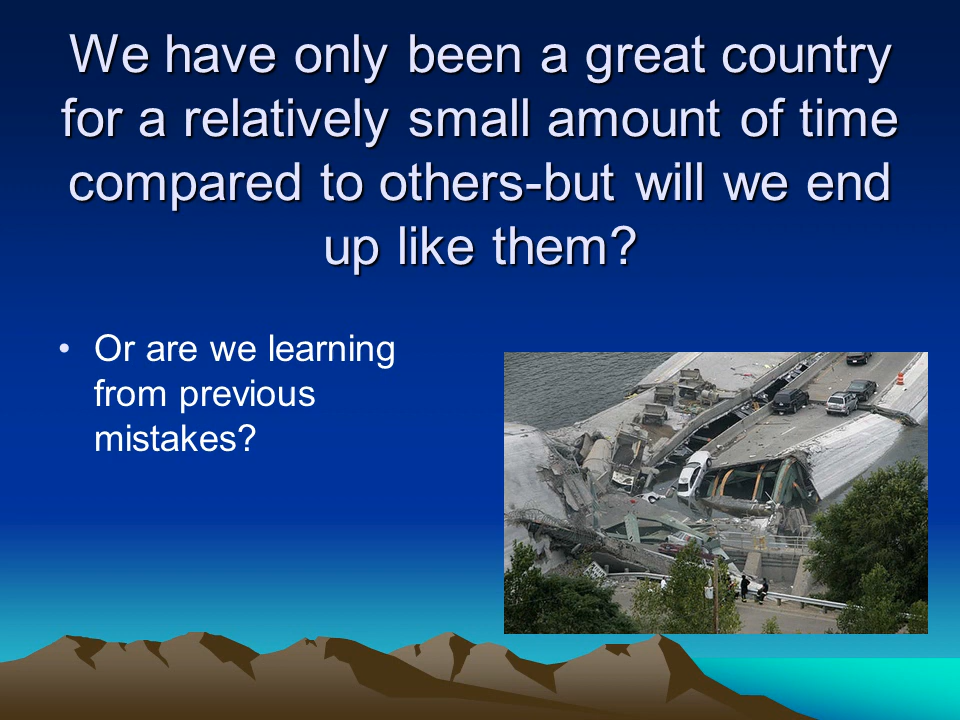 We have only been a great country
for a relatively small amount of time
compared to others-but will we end
up like them?
• Or are we learning
from previous
mistakes?